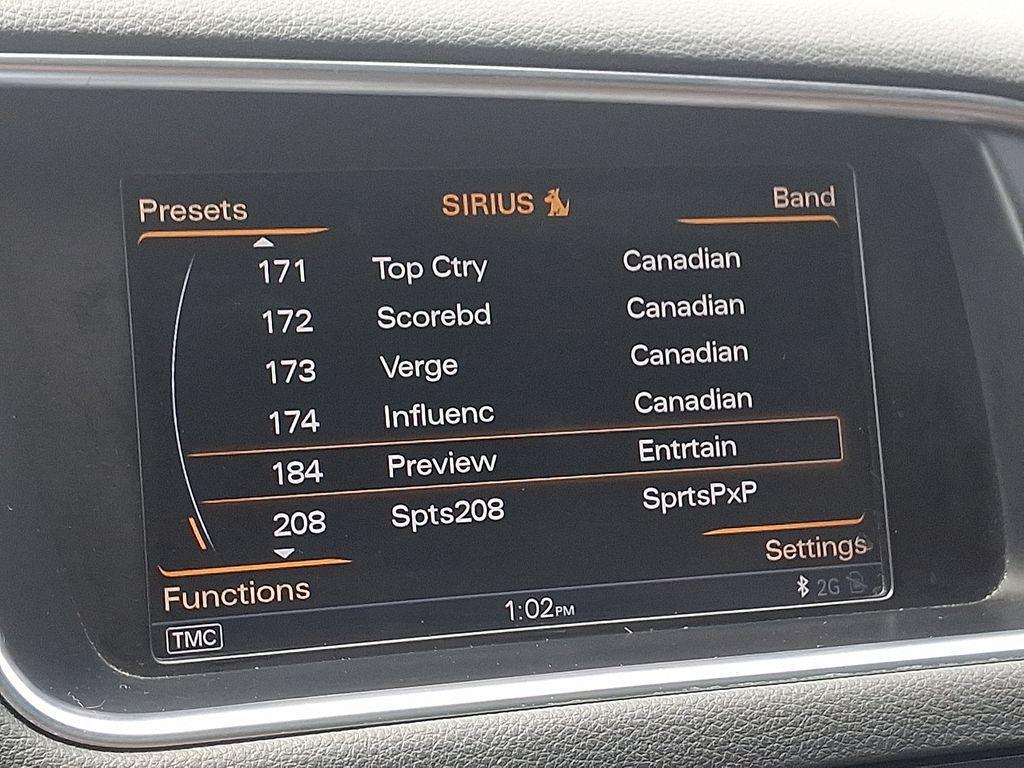 Presets SIRIUS Band
171 Top Ctry Canadian
172 Scorebd Canadian
173 Verge Canadian
174 Influenc Canadian
184 Preview Entrtain
208 Spts208 SprtsPxP
Functions Settings
TMC 1:02PM 2G